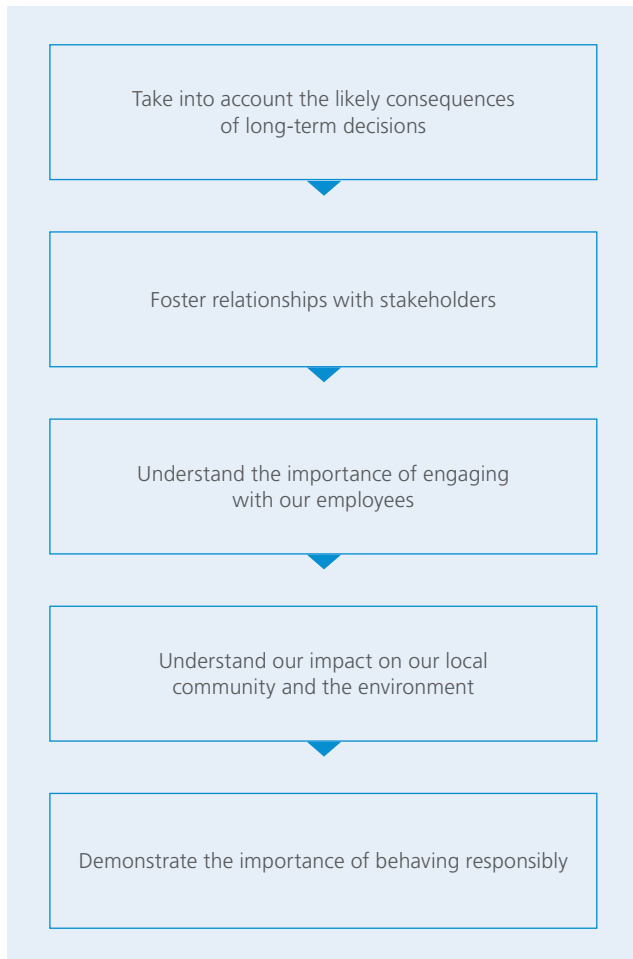 Take into account the likely consequences
of long-term decisions
Foster relationships with stakeholders
Understand the importance of engaging
with our employees
Understand our impact on our local
community and the environment
Demonstrate the importance of behaving responsibly